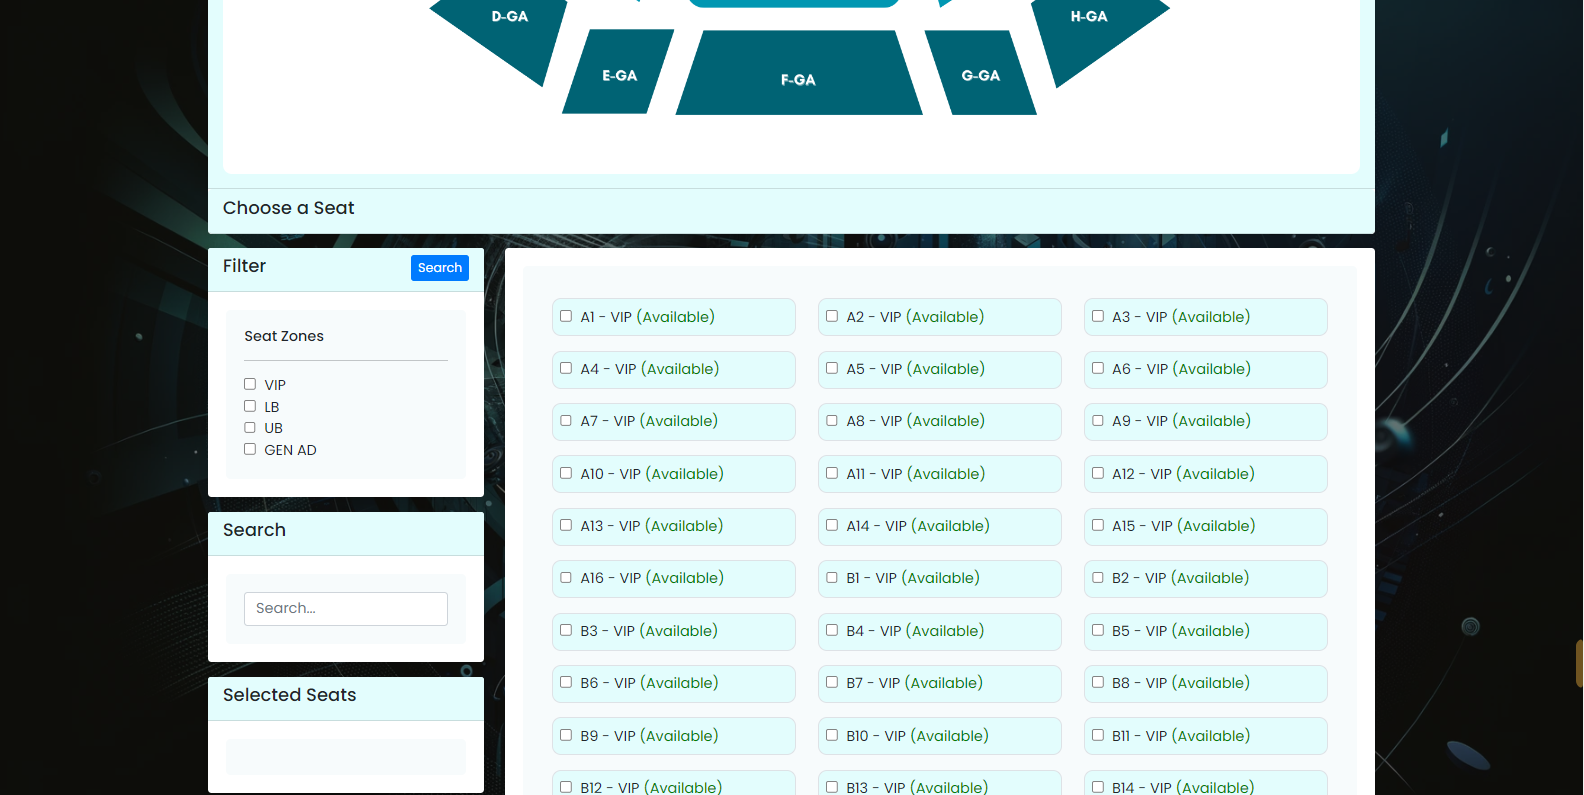 D-GA
H-GA
E-GA
F-GA
G-GA
Choose a Seat
Filter
Search
Seat Zones
VIP
LB
UB
GEN AD
Search
Search...
Selected Seats
A1 - VIP (Available)
A2 - VIP (Available)
A3 - VIP (Available)
A4 - VIP (Available)
A5 - VIP (Available)
A6 - VIP (Available)
A7 - VIP (Available)
A8 - VIP (Available)
A9 - VIP (Available)
A10 - VIP (Available)
A11 - VIP (Available)
A12 - VIP (Available)
A13 - VIP (Available)
A14 - VIP (Available)
A15 - VIP (Available)
A16 - VIP (Available)
B1 - VIP (Available)
B2 - VIP (Available)
B3 - VIP (Available)
B4 - VIP (Available)
B5 - VIP (Available)
B6 - VIP (Available)
B7 - VIP (Available)
B8 - VIP (Available)
B9 - VIP (Available)
B10 - VIP (Available)
B11 - VIP (Available)
B12 - VIP (Available)
B13 - VIP (Available)
B14 - VIP (Available)